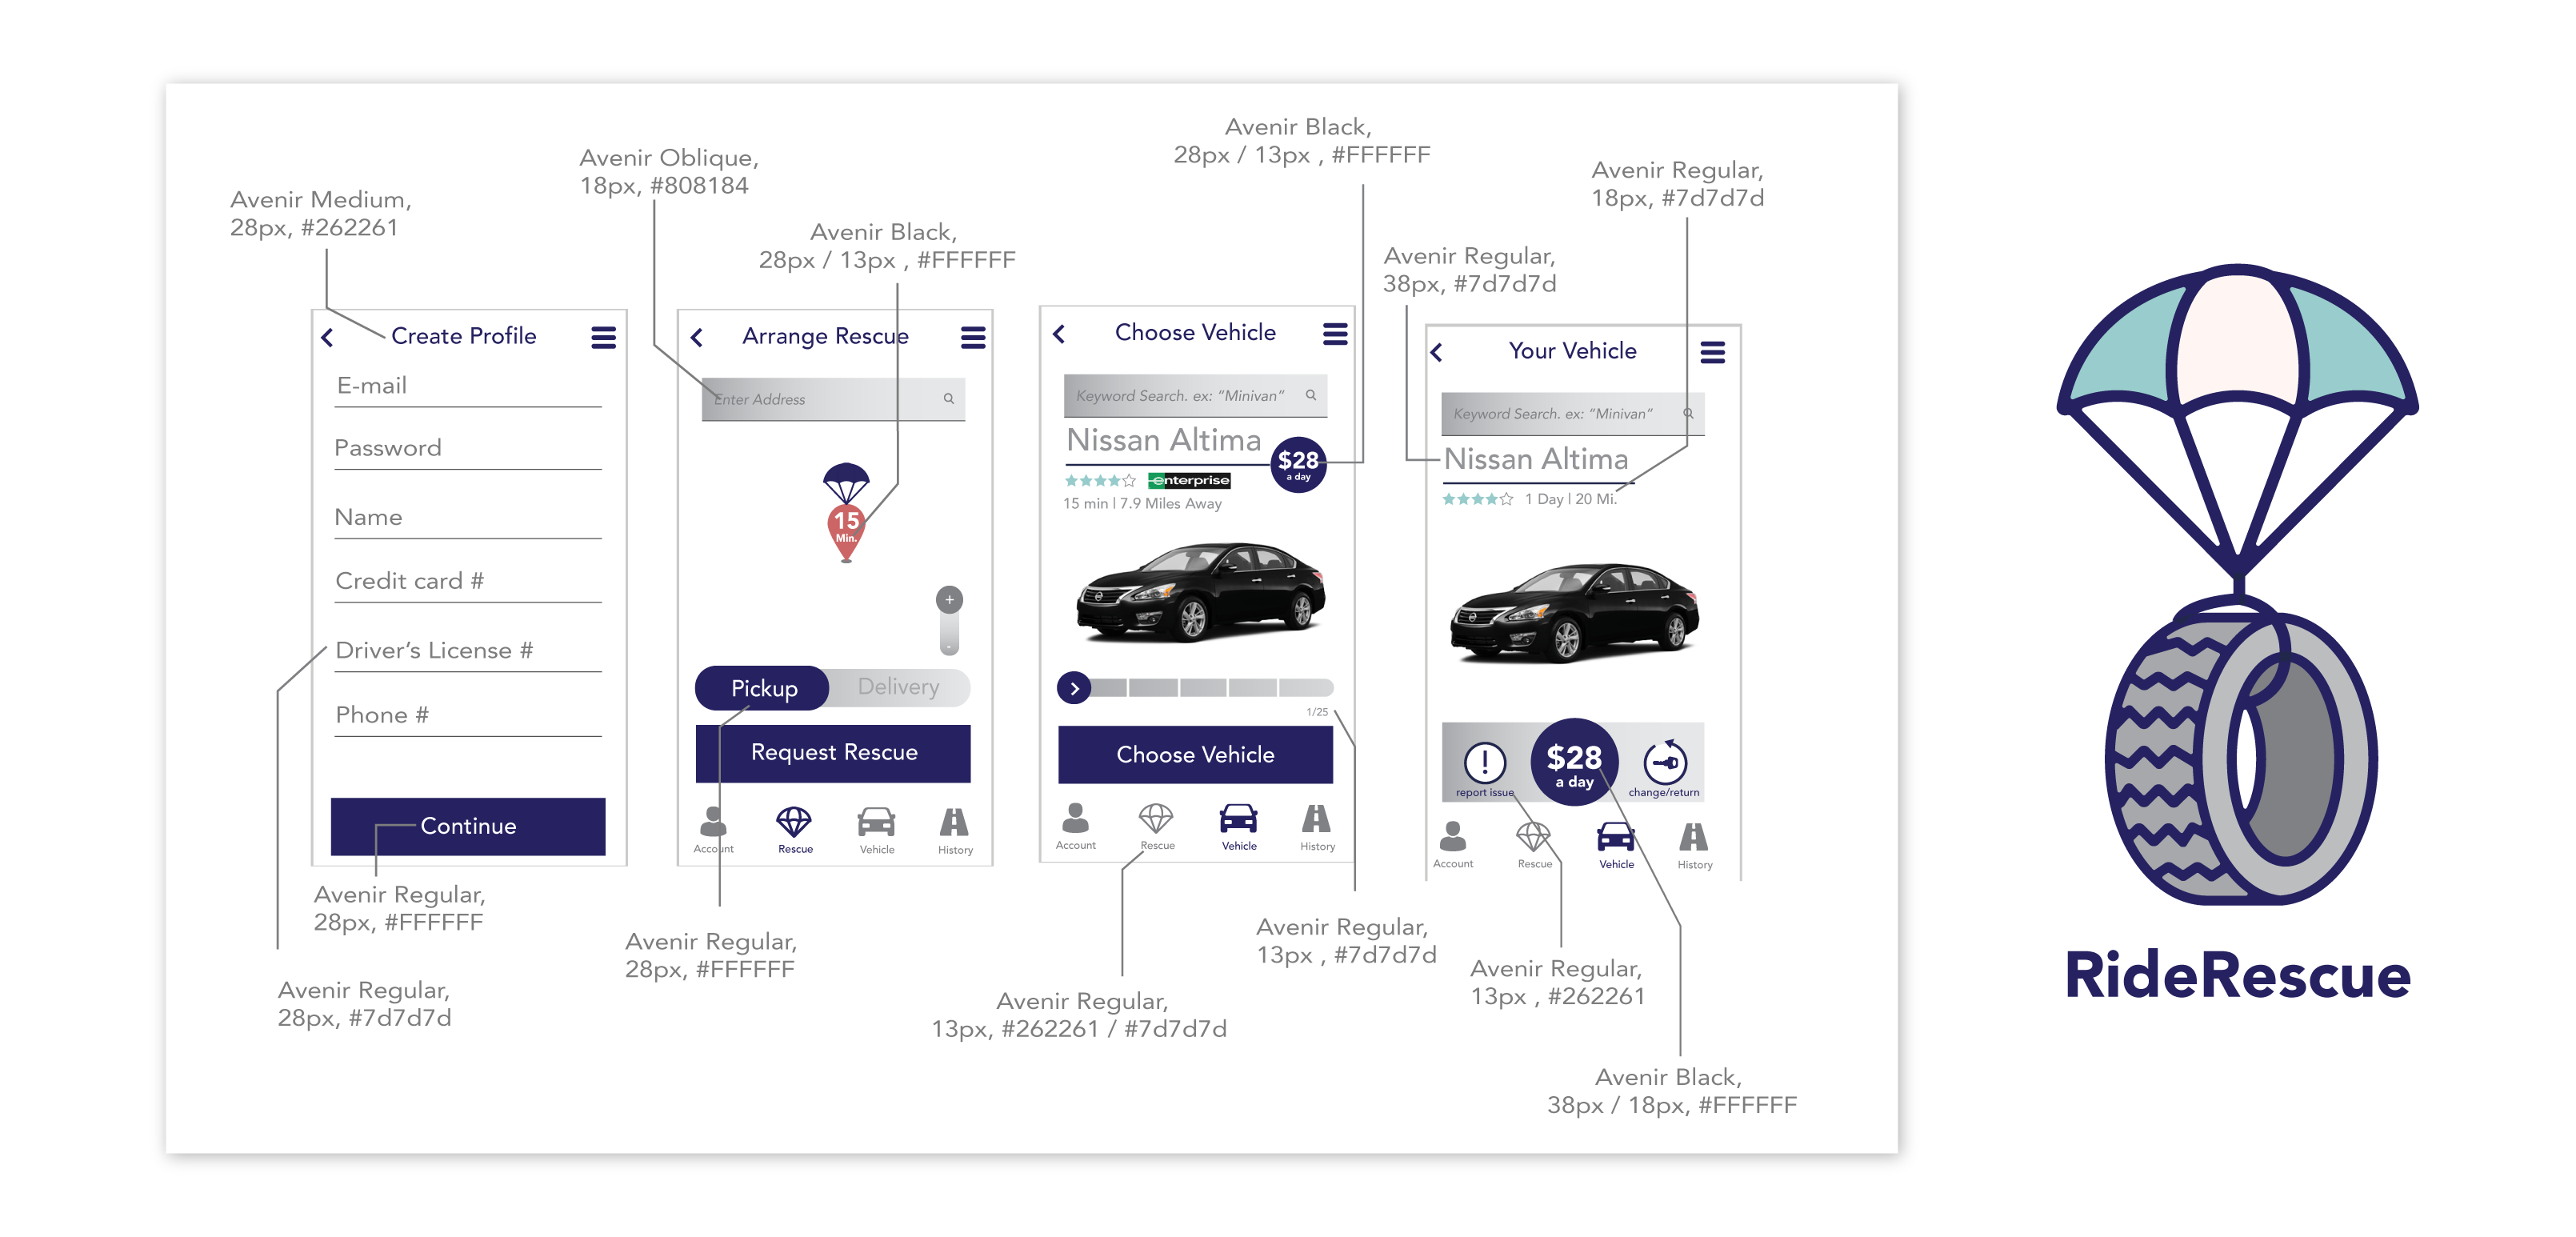 Avenir Medium,
28px, #262261
Avenir Oblique,
18px, #808184
Avenir Black,
28px / 13px , #FFFFFF
Avenir Black,
28px / 13px , #FFFFFF
Avenir Regular,
38px, #7d7d7d
Avenir Regular,
18px, #7d7d7d
Create Profile
E-mail
Password
Name
Credit card #
Driver’s License #
Phone #
Continue
Avenir Regular,
28px, #FFFFFF
Avenir Regular,
28px, #7d7d7d
Arrange Rescue
Enter Address
15
Min.
+
-
Pickup
Delivery
Request Rescue
Account
Rescue
Vehicle
History
Avenir Regular,
28px, #FFFFFF
Choose Vehicle
Keyword Search. ex: “Minivan”
Nissan Altima
$28
a day
enterprise
15 min | 7.9 Miles Away
1/25
Choose Vehicle
Account
Rescue
Vehicle
History
Avenir Regular,
13px, #262261 / #7d7d7d
Avenir Regular,
13px , #7d7d7d
Your Vehicle
Keyword Search. ex: “Minivan”
Nissan Altima
1 Day | 20 Mi.
report issue
$28
a day
change/return
Account
Rescue
Vehicle
History
Avenir Regular,
13px , #262261
Avenir Black,
38px / 18px, #FFFFFF
RideRescue